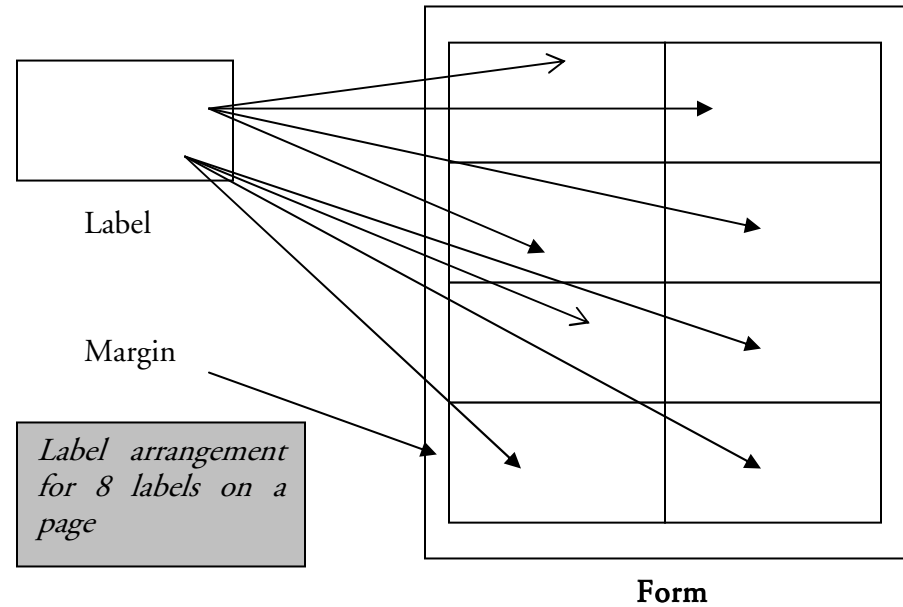 Label
Margin
Label arrangement
for 8 labels on a
page
Form